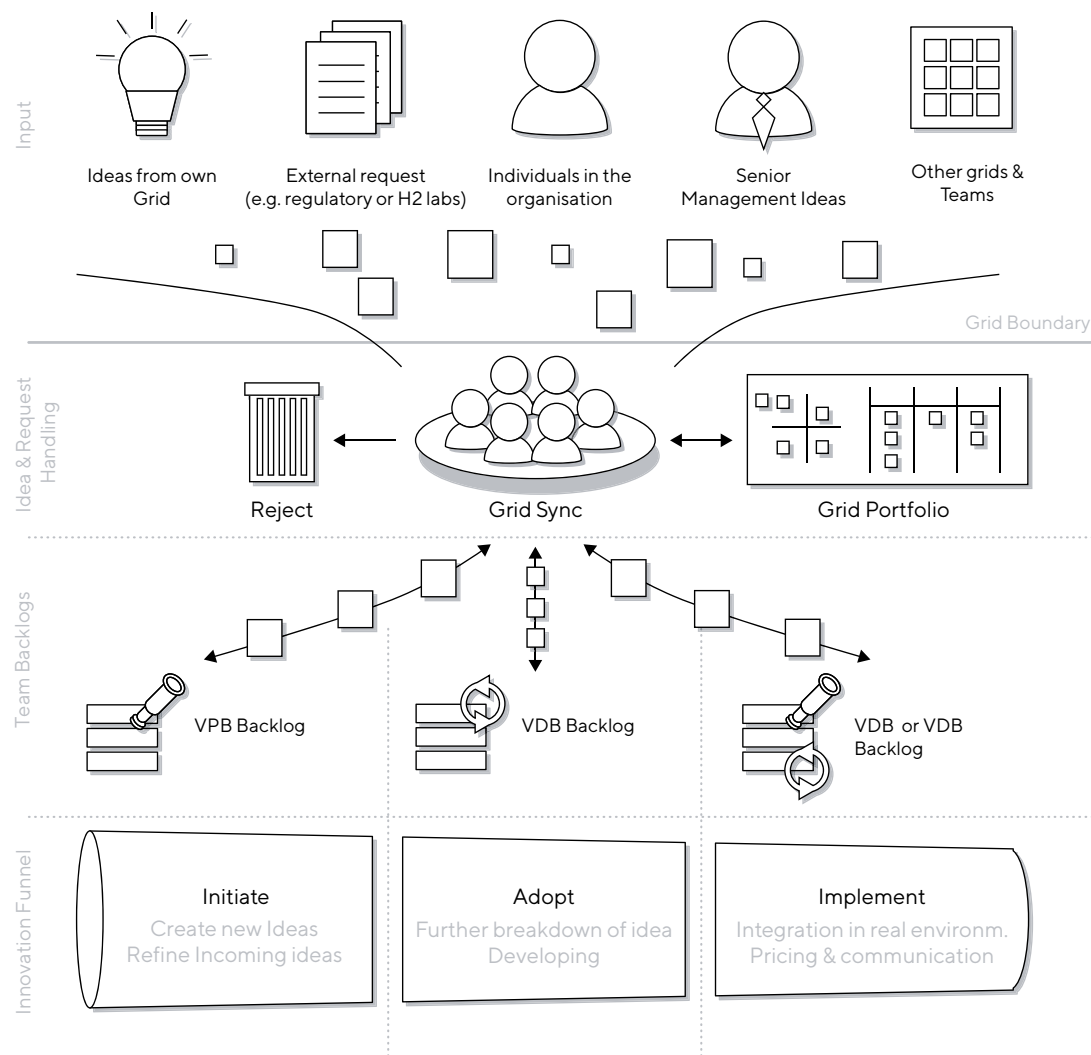 Input
Ideas from own
Grid
External request
(e.g. regulatory or H2 labs)
Individuals in the
organisation
Senior
Management Ideas
Other grids &
Teams
Grid Boundary
Idea & Request
Handling
Reject
Grid Sync
Grid Portfolio
Team Backlogs
VPB Backlog
VDB Backlog
VDB or VDB
Backlog
Innovation Funnel
Initiate
Create new Ideas
Refine Incoming ideas
Adopt
Further breakdown of idea
Developing
Implement
Integration in real environm.
Pricing & communication